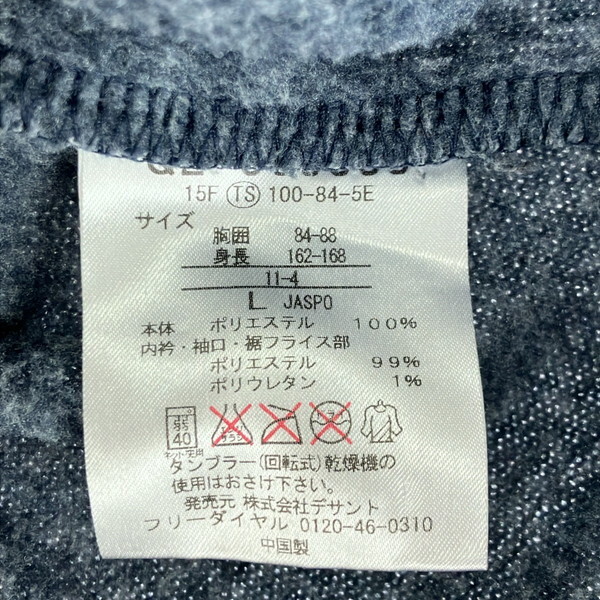 15F (TS) 100-84-5E
サイズ
胸囲 84-88
身長 162-168
11-4
L JASPO
本体 ポリエステル 100%
内衿・袖口・裾フライス部
ポリエステル 99%
ポリウレタン 1%
40
ネット使用
タンブラー(回転式)乾燥機の
使用はおさけ下さい。
発売元 株式会社デサント
フリーダイヤル 0120-46-0310
中国製